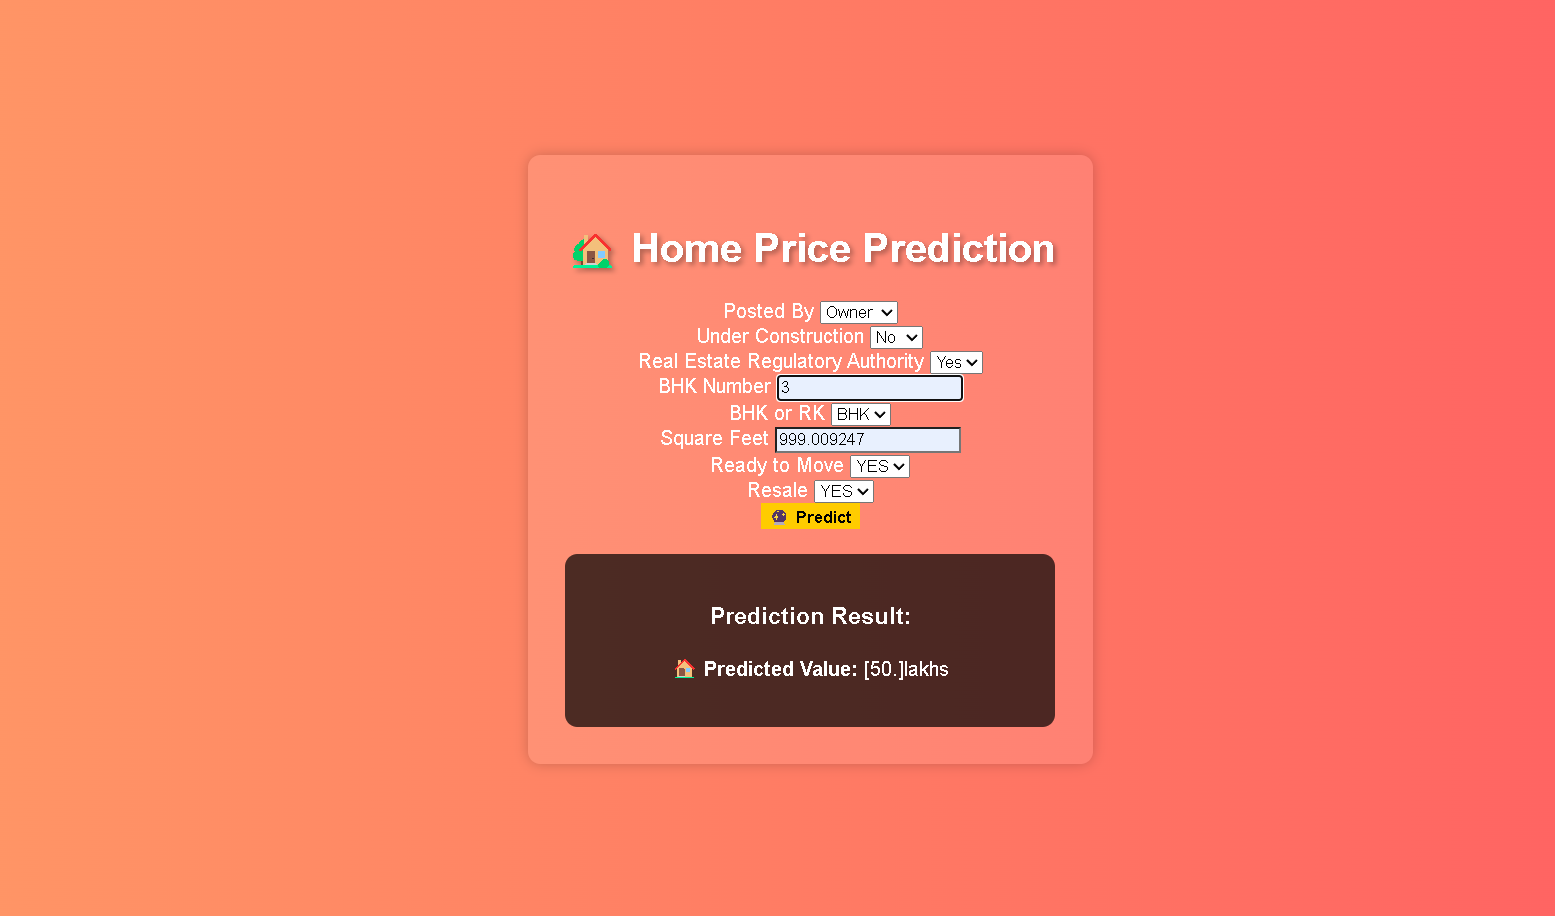 🏡 Home Price Prediction
Posted By Owner
Under Construction No
Real Estate Regulatory Authority Yes
BHK Number 3
BHK or RK BHK
Square Feet 999.009247
Ready to Move YES
Resale YES
🔮 Predict
Prediction Result:
🏠 Predicted Value: [50.]lakhs